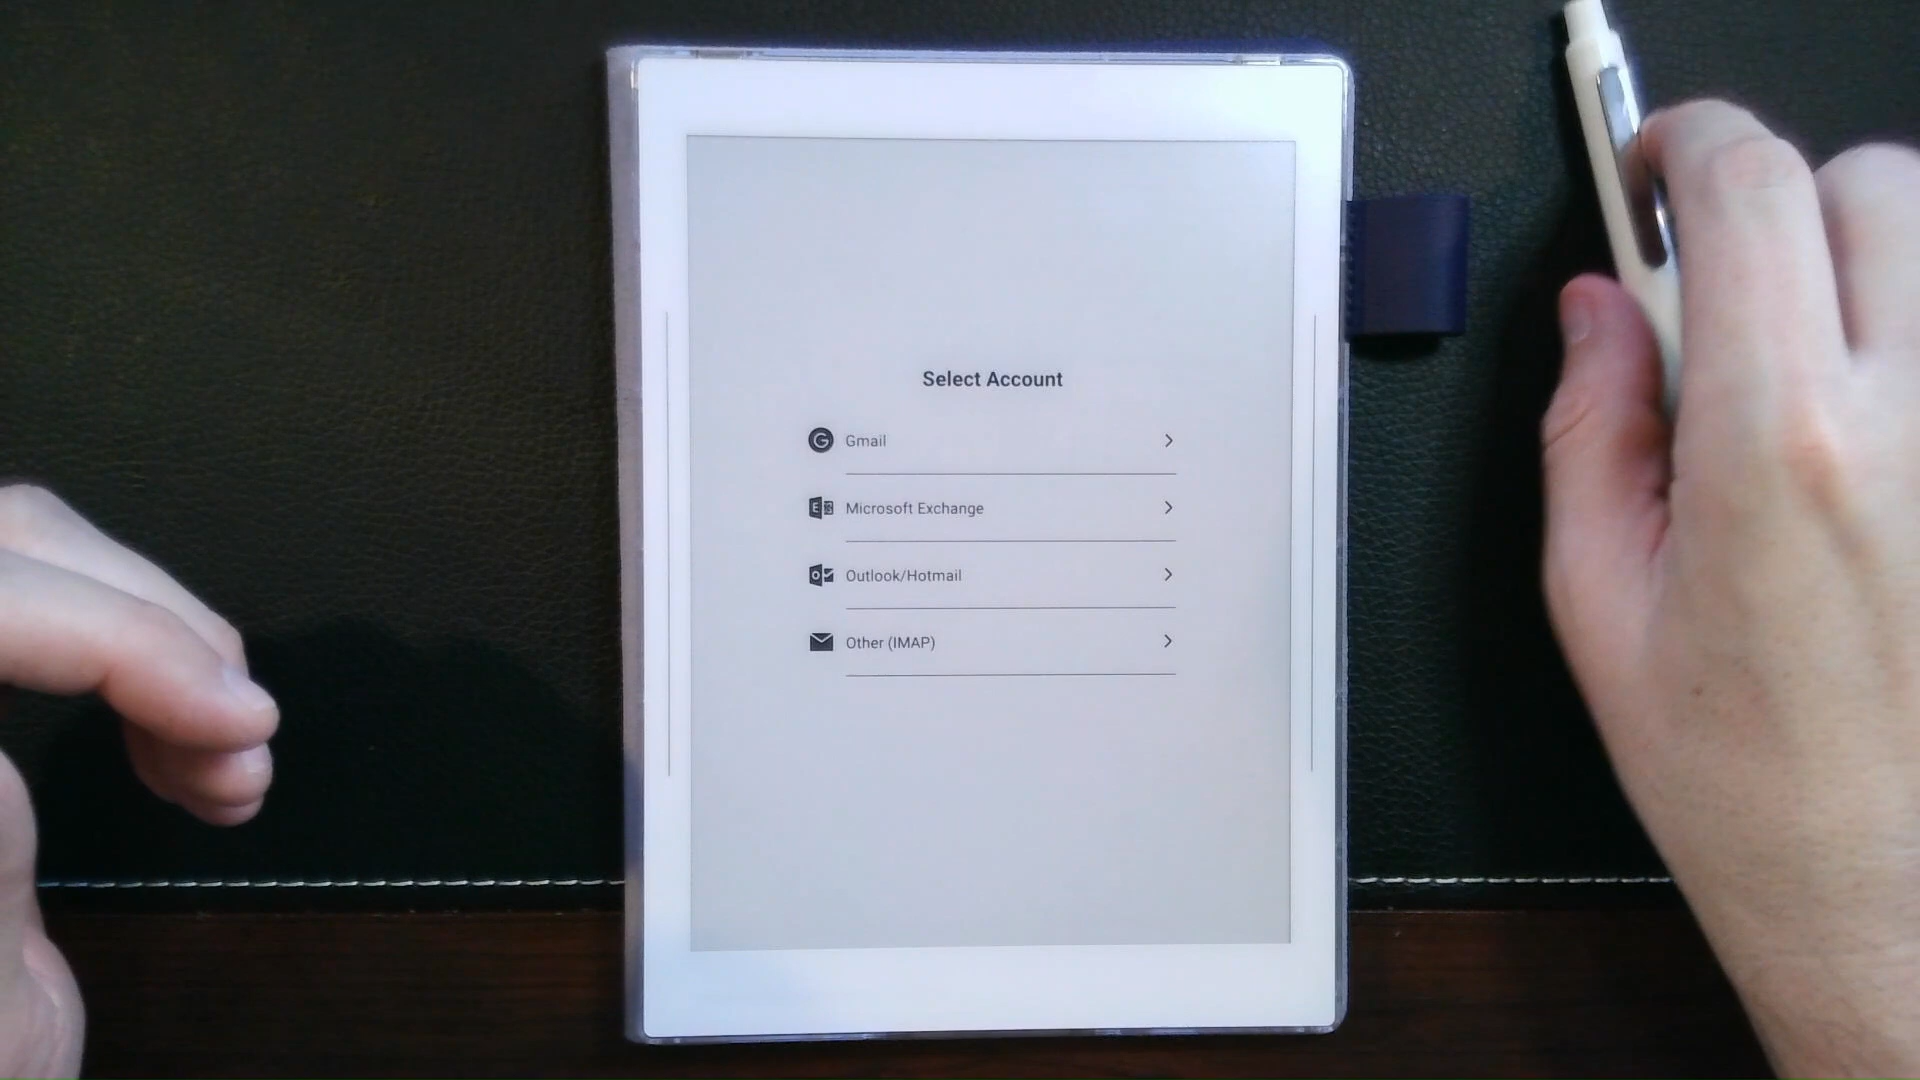 Select Account
Gmail
Microsoft Exchange
Outlook/Hotmail
Other (IMAP)